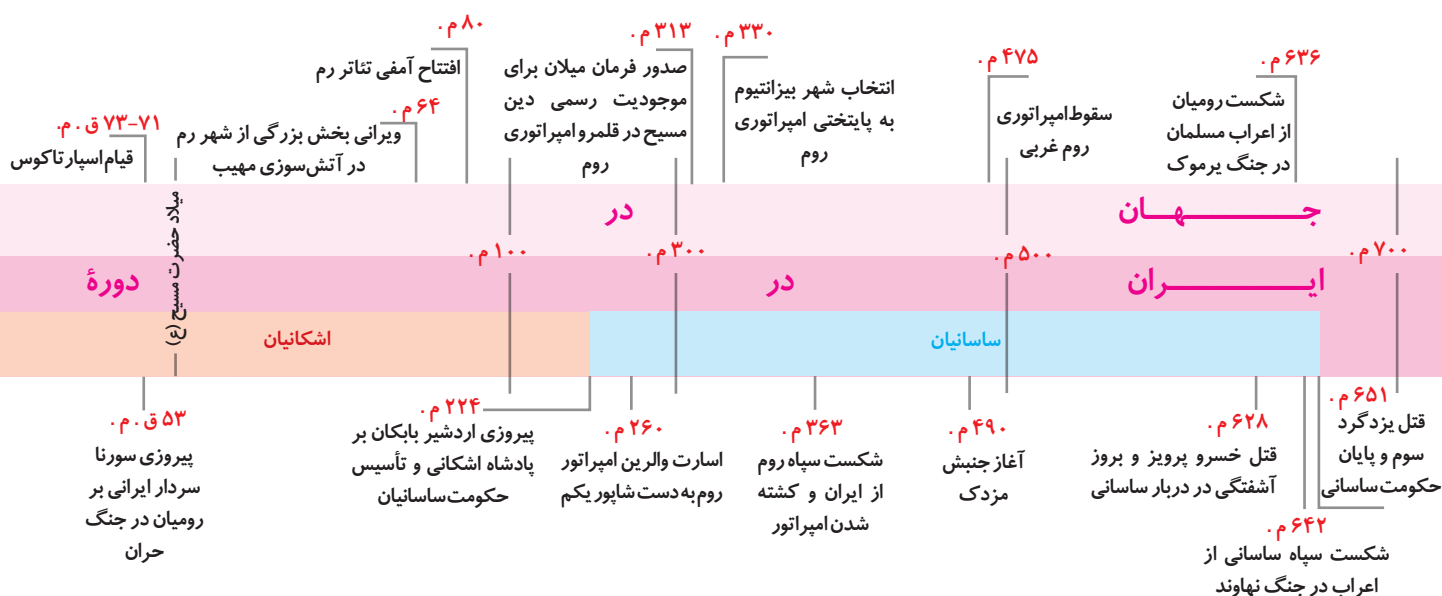 ۷۳-۷۱ ق.م.
قیام اسپارتاکوس
۶۴ م.
ویرانی بخش بزرگی از شهر رم
در آتش‌سوزی مهیب
۸۰ م.
افتتاح آمفی تئاتر رم
۳۱۳ م.
صدور فرمان میلان برای
موجودیت رسمی دین
مسیح در قلمرو امپراتوری
روم
۳۳۰ م.
انتخاب شهر بیزانتیوم
به پایتختی امپراتوری
روم
۴۷۵ م.
سقوط امپراتوری
روم غربی
۶۳۶ م.
شکست رومیان
از اعراب مسلمان
در جنگ یرموک
در جـــهـــان
میلاد حضرت مسیح (ع)
۱۰۰ م.
۳۰۰ م.
۵۰۰ م.
۷۰۰ م.
دورهٔ در ایـــران
اشکانیان
ساسانیان
۵۳ ق.م.
پیروزی سورنا
سردار ایرانی بر
رومیان در جنگ
حران
۲۲۴ م.
پیروزی اردشیر بابکان بر
پادشاه اشکانی و تأسیس
حکومت ساسانیان
۲۶۰ م.
اسارت والرین امپراتور
روم به دست شاپور یکم
۳۶۳ م.
شکست سپاه روم
از ایران و کشته
شدن امپراتور
۴۹۰ م.
آغاز جنبش
مزدک
۶۲۸ م.
قتل خسرو پرویز و بروز
آشفتگی در دربار ساسانی
۶۴۲ م.
شکست سپاه ساسانی از
اعراب در جنگ نهاوند
۶۵۱ م.
قتل یزدگرد
سوم و پایان
حکومت ساسانی